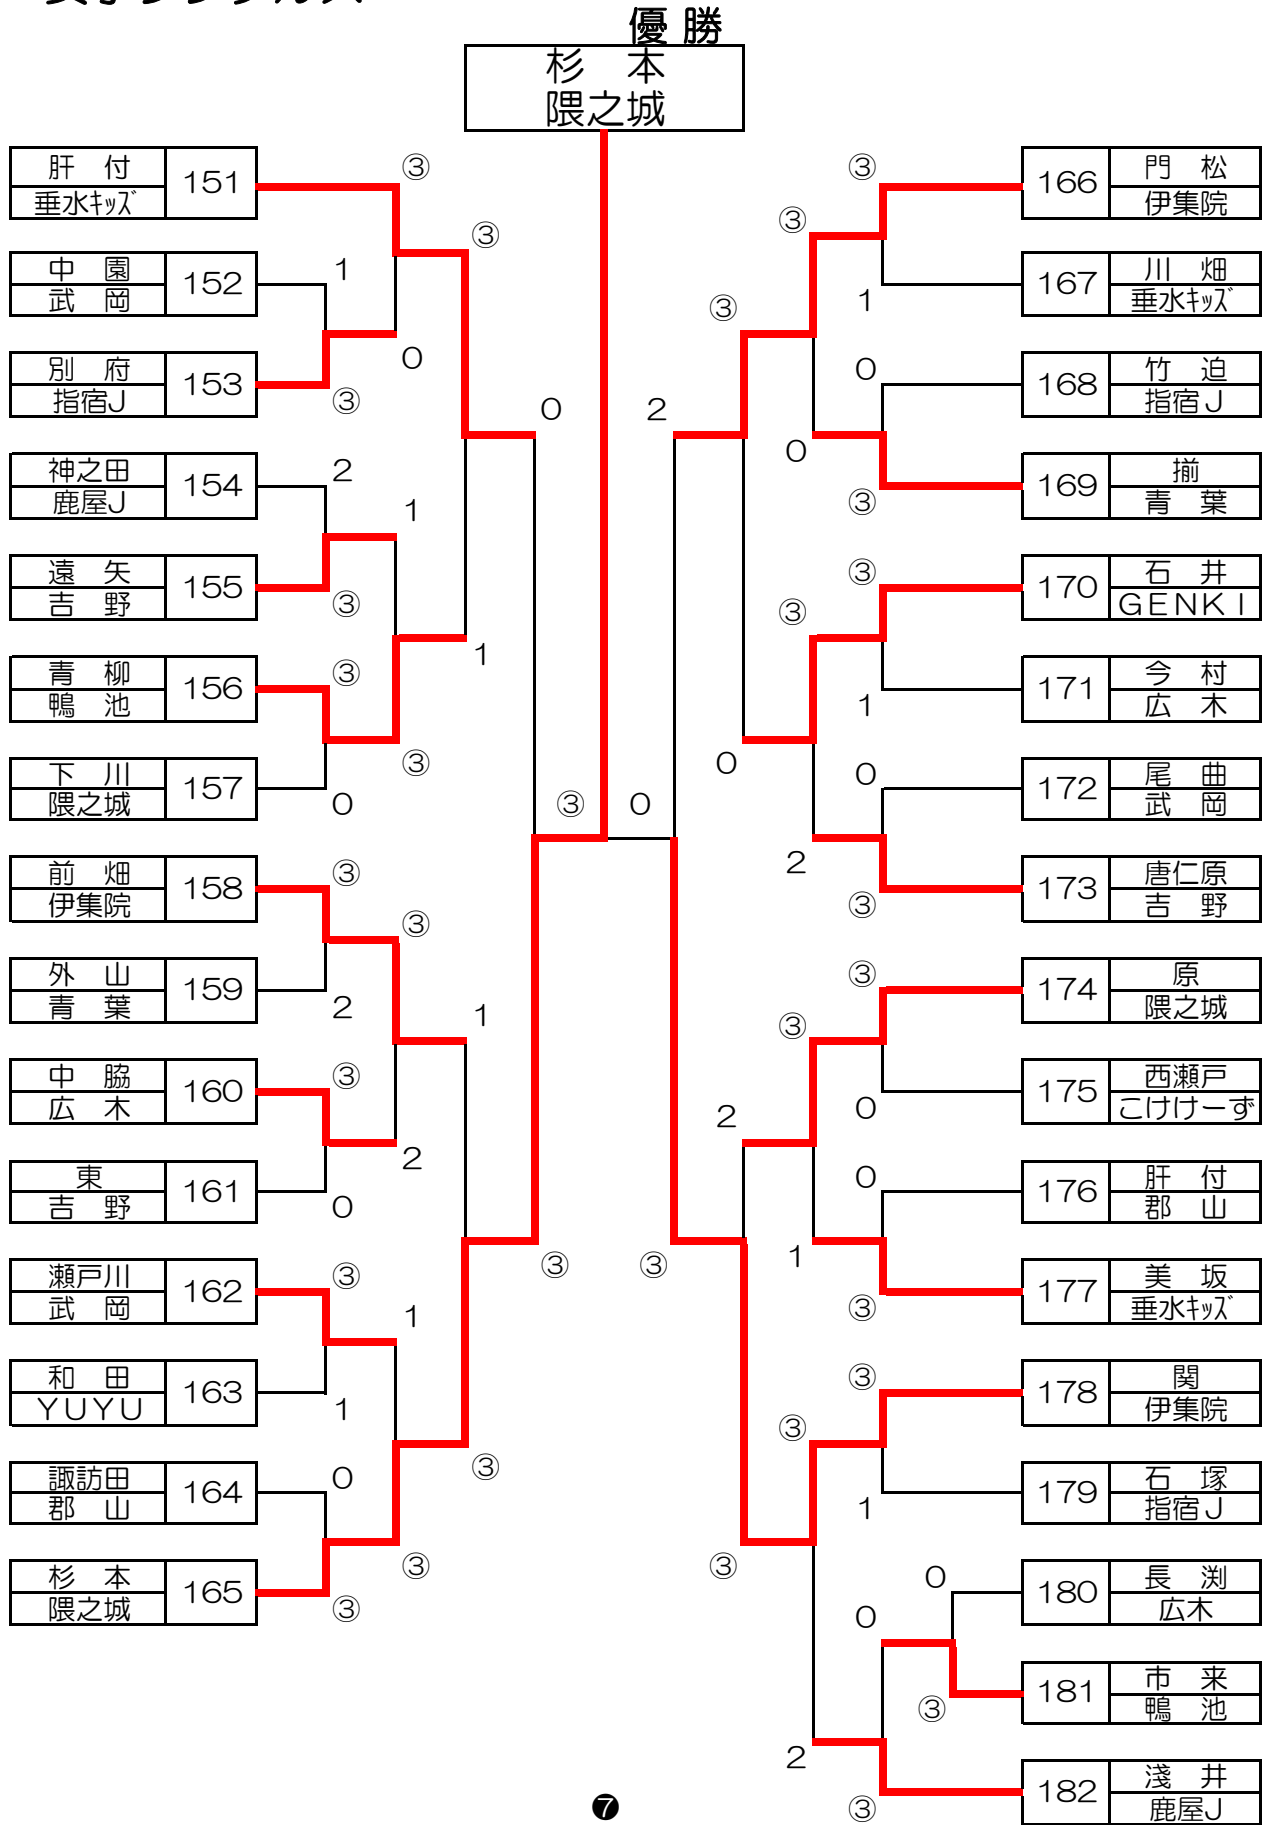 優勝
杉　本
隈之城
肝　付
垂水ｷｯｽﾞ
151
中　園
武　岡
152
別　府
指宿J
153
神之田
鹿屋J
154
遠　矢
吉　野
155
青　柳
鴨　池
156
下　川
隈之城
157
前　畑
伊集院
158
外　山
青　葉
159
中　脇
広　木
160
東
吉　野
161
瀬戸川
武　岡
162
和　田
ＹＵＹＵ
163
諏訪田
郡　山
164
杉　本
隈之城
165
1
③
2
③
③
0
③
2
③
0
③
1
0
③
③
0
1
③
③
2
1
③
③
1
1
③
0
③
③
0
2
③
③
0
2
③
③
0
③
2
③
1
③
2
③
1
0
③
③
1
0
③
③
0
0
③
③
1
0
③
0
③
166
門　松
伊集院
167
川　畑
垂水ｷｯｽﾞ
168
竹　迫
指宿Ｊ
169
揃
青　葉
170
石　井
ＧＥＮＫＩ
171
今　村
広　木
172
尾　曲
武　岡
173
唐仁原
吉　野
174
原
隈之城
175
西瀬戸
こけけーず
176
肝　付
郡　山
177
美　坂
垂水ｷｯｽﾞ
178
関
伊集院
179
石　塚
指宿Ｊ
180
長　渕
広木
181
市　来
鴨　池
182
淺　井
鹿屋J
❼